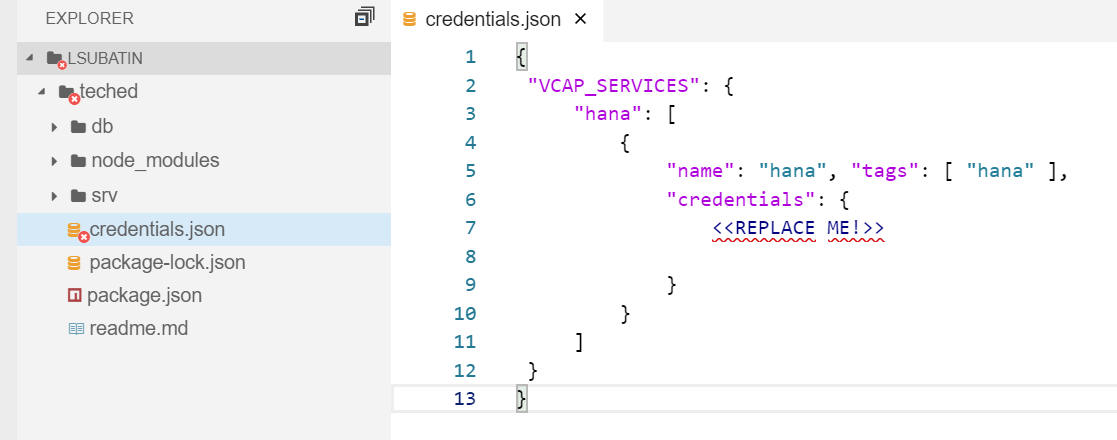 EXPLORER
LSUBATIN
teched
db
node_modules
srv
credentials.json
package-lock.json
package.json
readme.md
credentials.json ×
1 {
2 "VCAP_SERVICES": {
3 "hana": [
4 {
5 "name": "hana", "tags": [ "hana" ],
6 "credentials": {
7 <<REPLACE ME!>>
8
9 }
10 }
11 ]
12 }
13 }